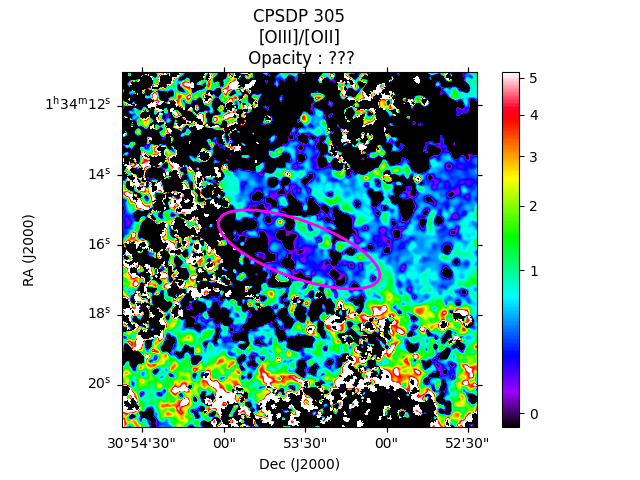 CPSDP 305
[OIII]/[OII]
Opacity : ???
1h34m12s
14s
16s
18s
20s
RA (J2000)
30°54'30" 00" 53'30" 00" 52'30"
Dec (J2000)
5
4
3
2
1
0